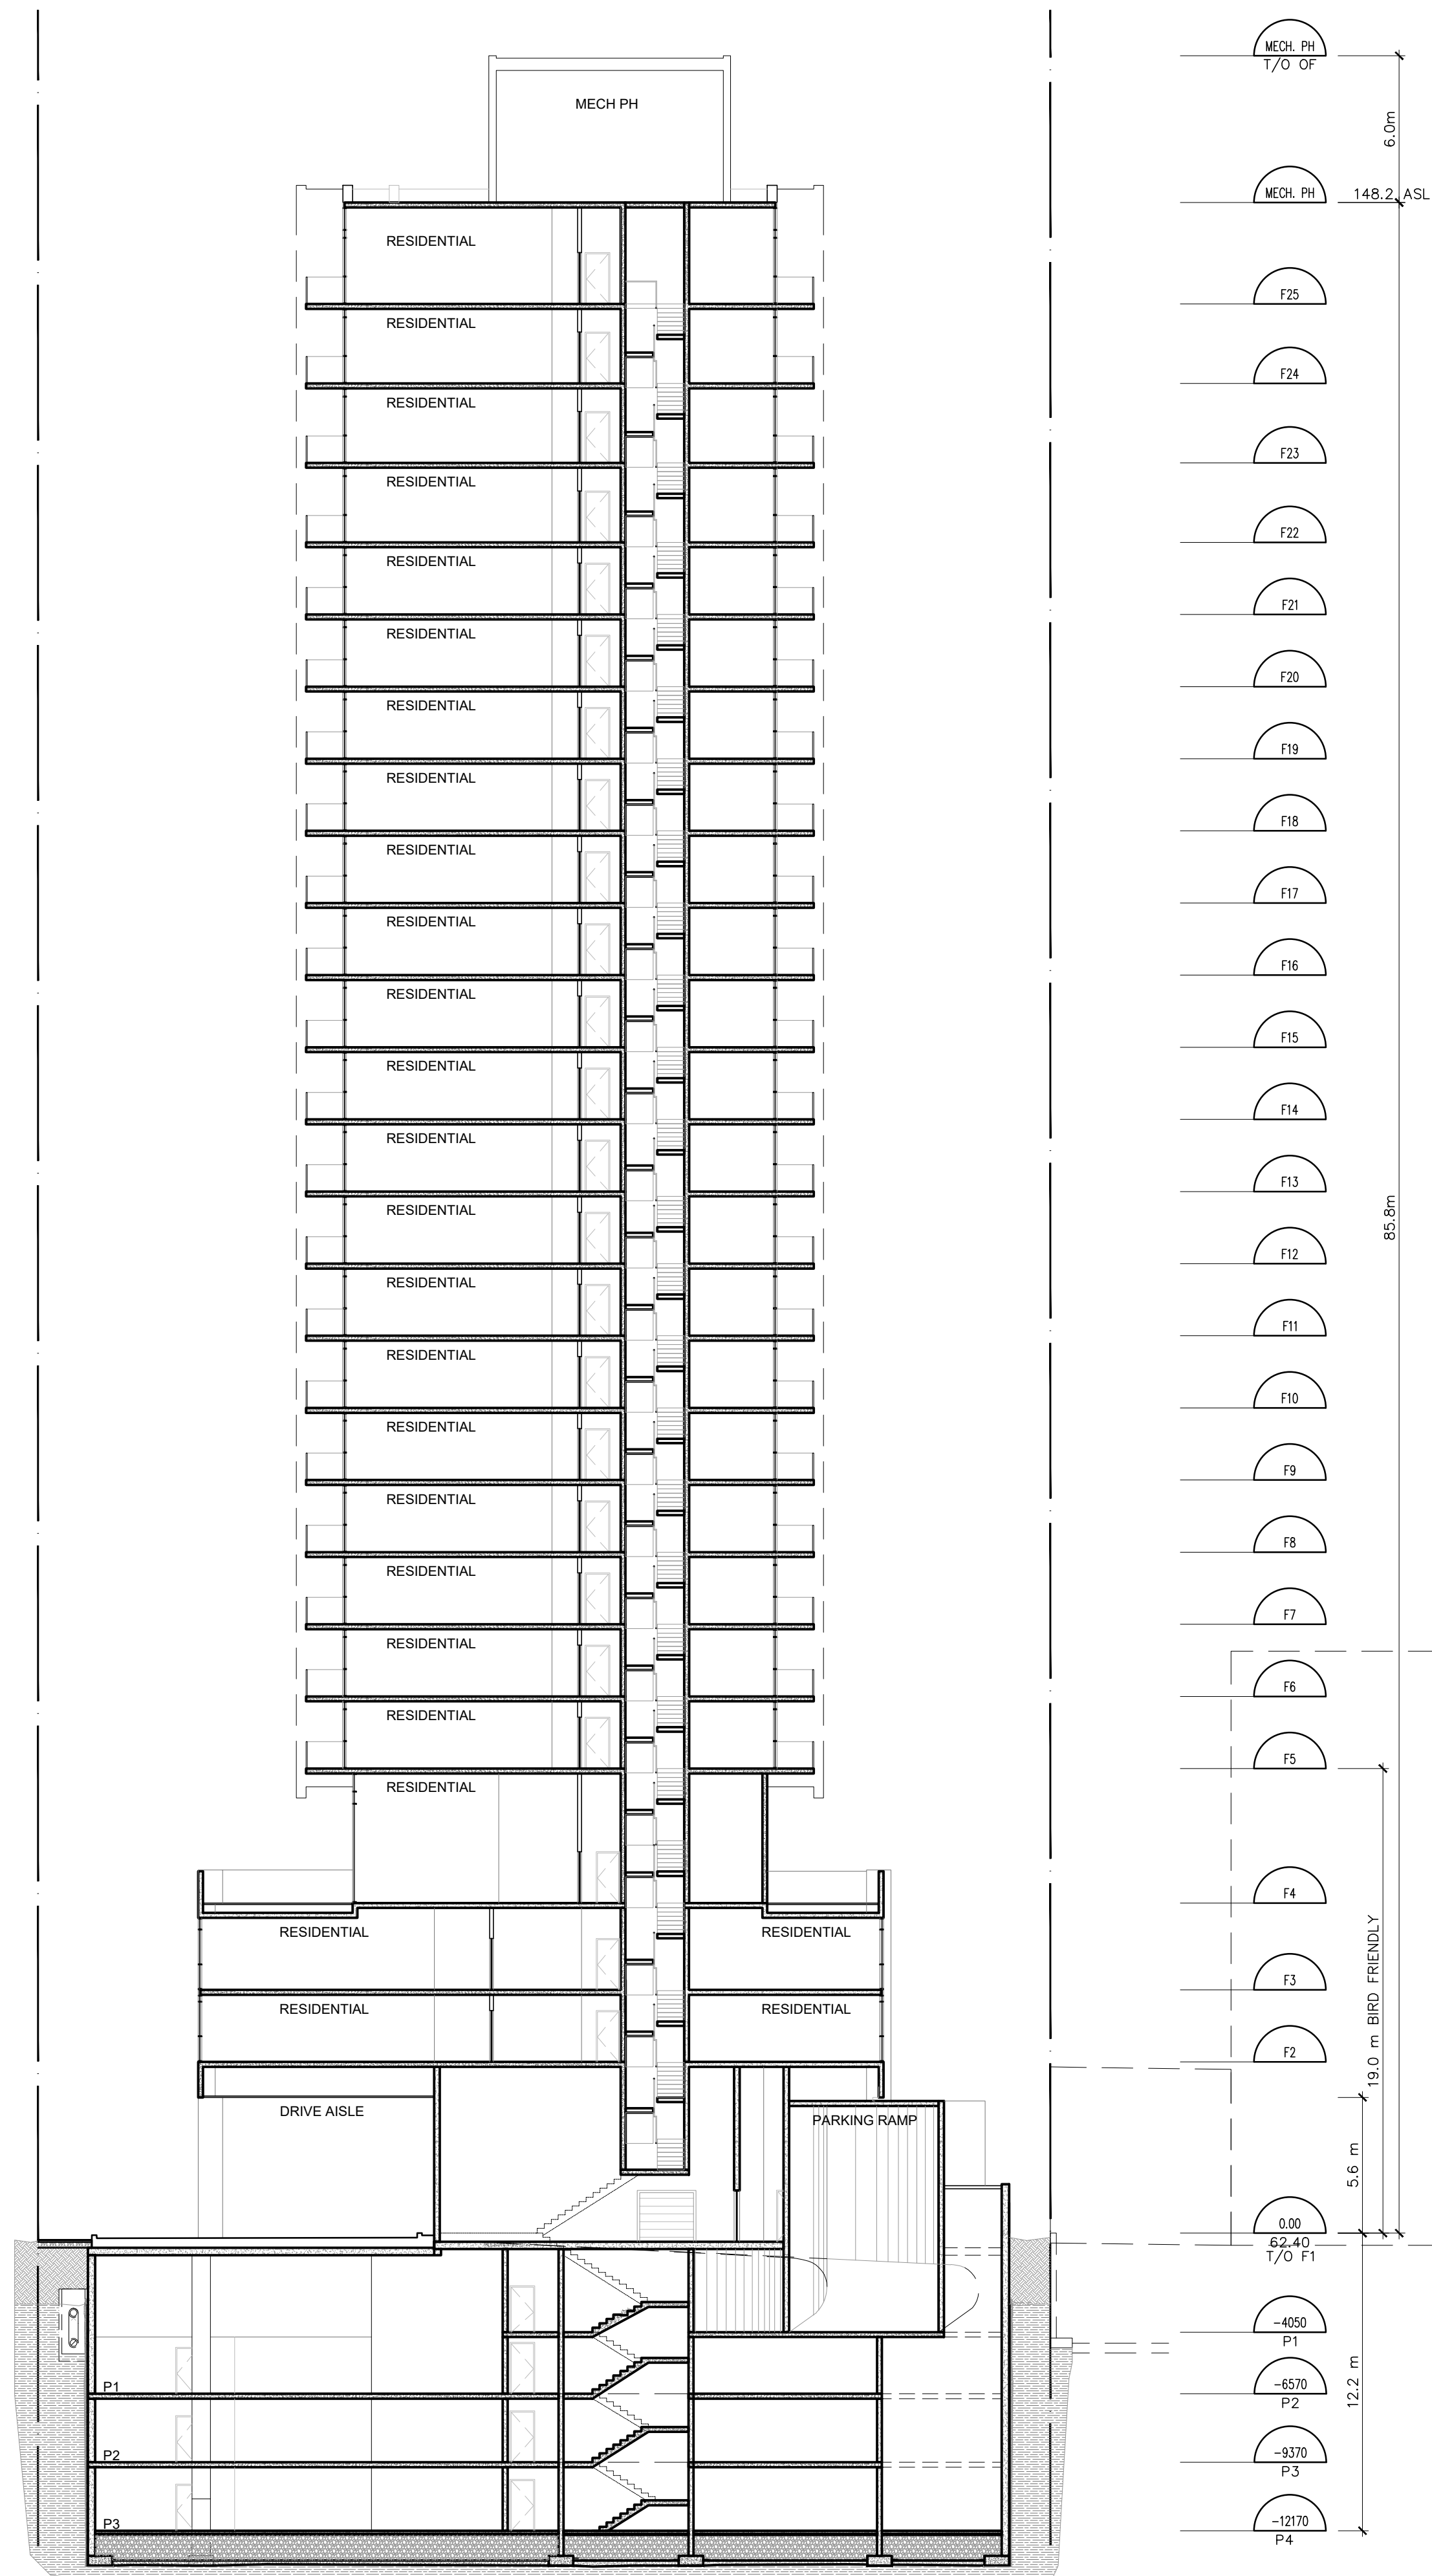 MECH. PH
T/O OF
MECH PH
6.0m
MECH. PH
148.2 ASL
RESIDENTIAL
F25
RESIDENTIAL
F24
RESIDENTIAL
F23
RESIDENTIAL
F22
RESIDENTIAL
F21
RESIDENTIAL
F20
RESIDENTIAL
F19
RESIDENTIAL
F18
RESIDENTIAL
F17
RESIDENTIAL
F16
RESIDENTIAL
F15
RESIDENTIAL
F14
RESIDENTIAL
F13
RESIDENTIAL
85.8m
F12
RESIDENTIAL
F11
RESIDENTIAL
F10
RESIDENTIAL
F9
RESIDENTIAL
F8
RESIDENTIAL
F7
RESIDENTIAL
F6
RESIDENTIAL
F5
RESIDENTIAL
F4
RESIDENTIAL RESIDENTIAL
19.0 m BIRD FRIENDLY
F3
RESIDENTIAL RESIDENTIAL
F2
DRIVE AISLE
PARKING RAMP
5.6 m
0.00
62.40
T/O F1
-4050
P1
-6570
P2
12.2 m
P1
-9370
P3
P2
-12170
P4
P3